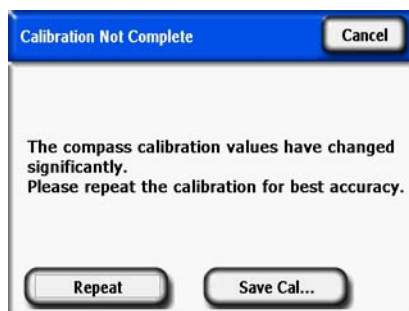 Calibration Not Complete
Cancel
The compass calibration values have changed
significantly.
Please repeat the calibration for best accuracy.
Repeat
Save Cal...